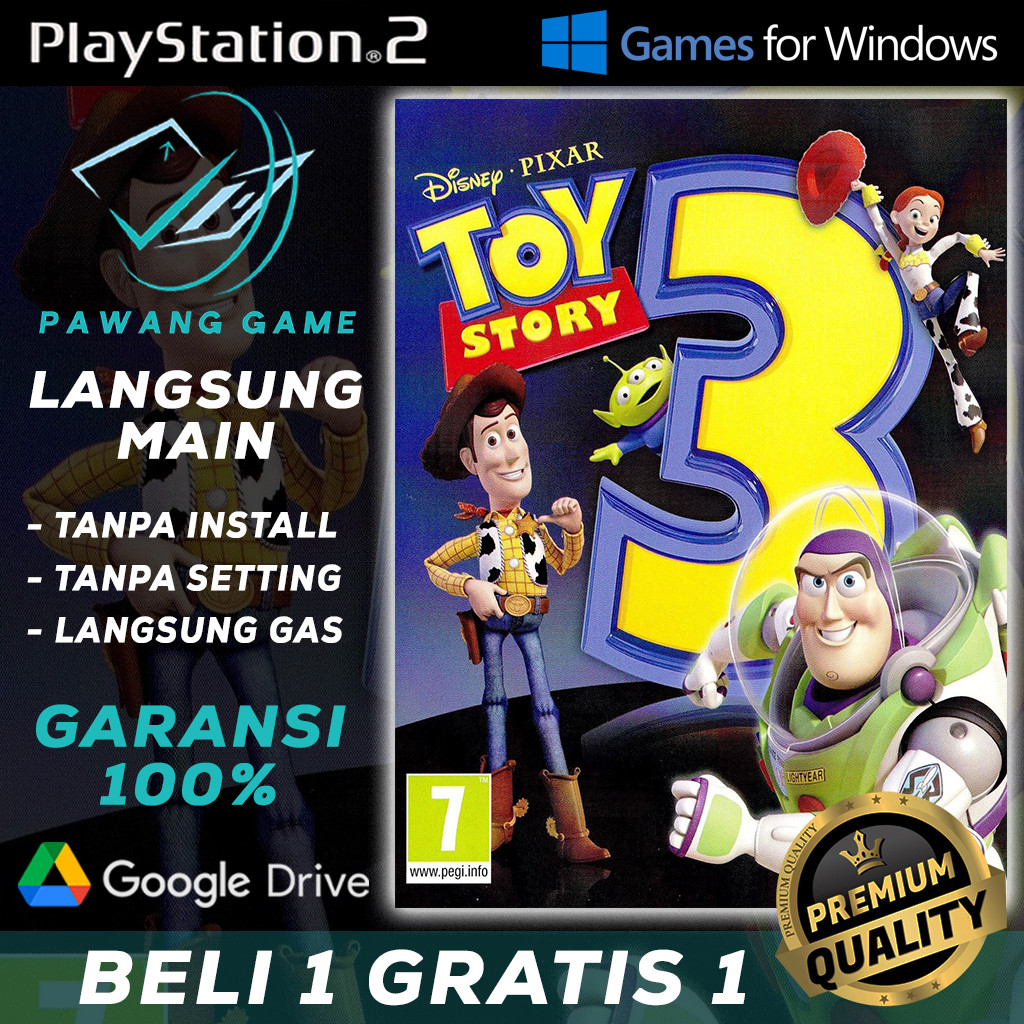 PlayStation®2
Games for Windows
PAWANG GAME
LANGSUNG
MAIN
- TANPA INSTALL
- TANPA SETTING
- LANGSUNG GAS
GARANSI
100%
Google Drive
DISNEY · PIXAR
TOY
STORY
3
LIGHTYEAR
7
TM
www.pegi.info
PREMIUM QUALITY
PREMIUM
QUALITY
BELI 1 GRATIS 1